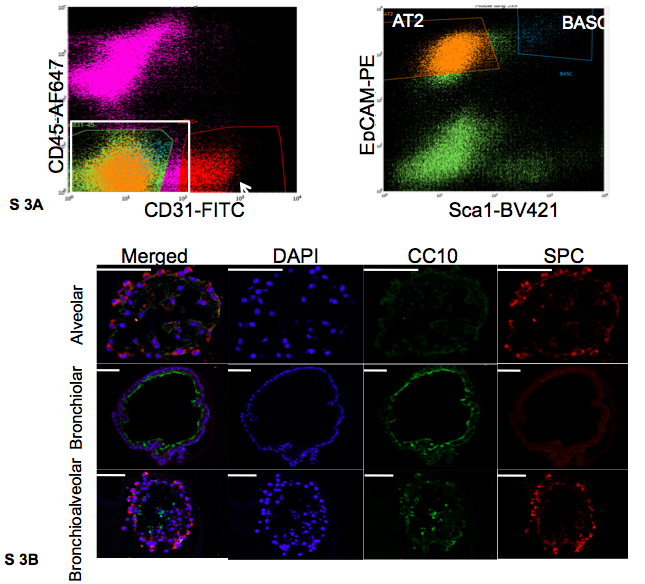 CD45-AF647
CD31-FITC
EpCAM-PE
AT2
BASC
BASC
Sca1-BV421
S 3A
Merged DAPI CC10 SPC
Alveolar
Bronchiolar
Bronchioalveolar
S 3B